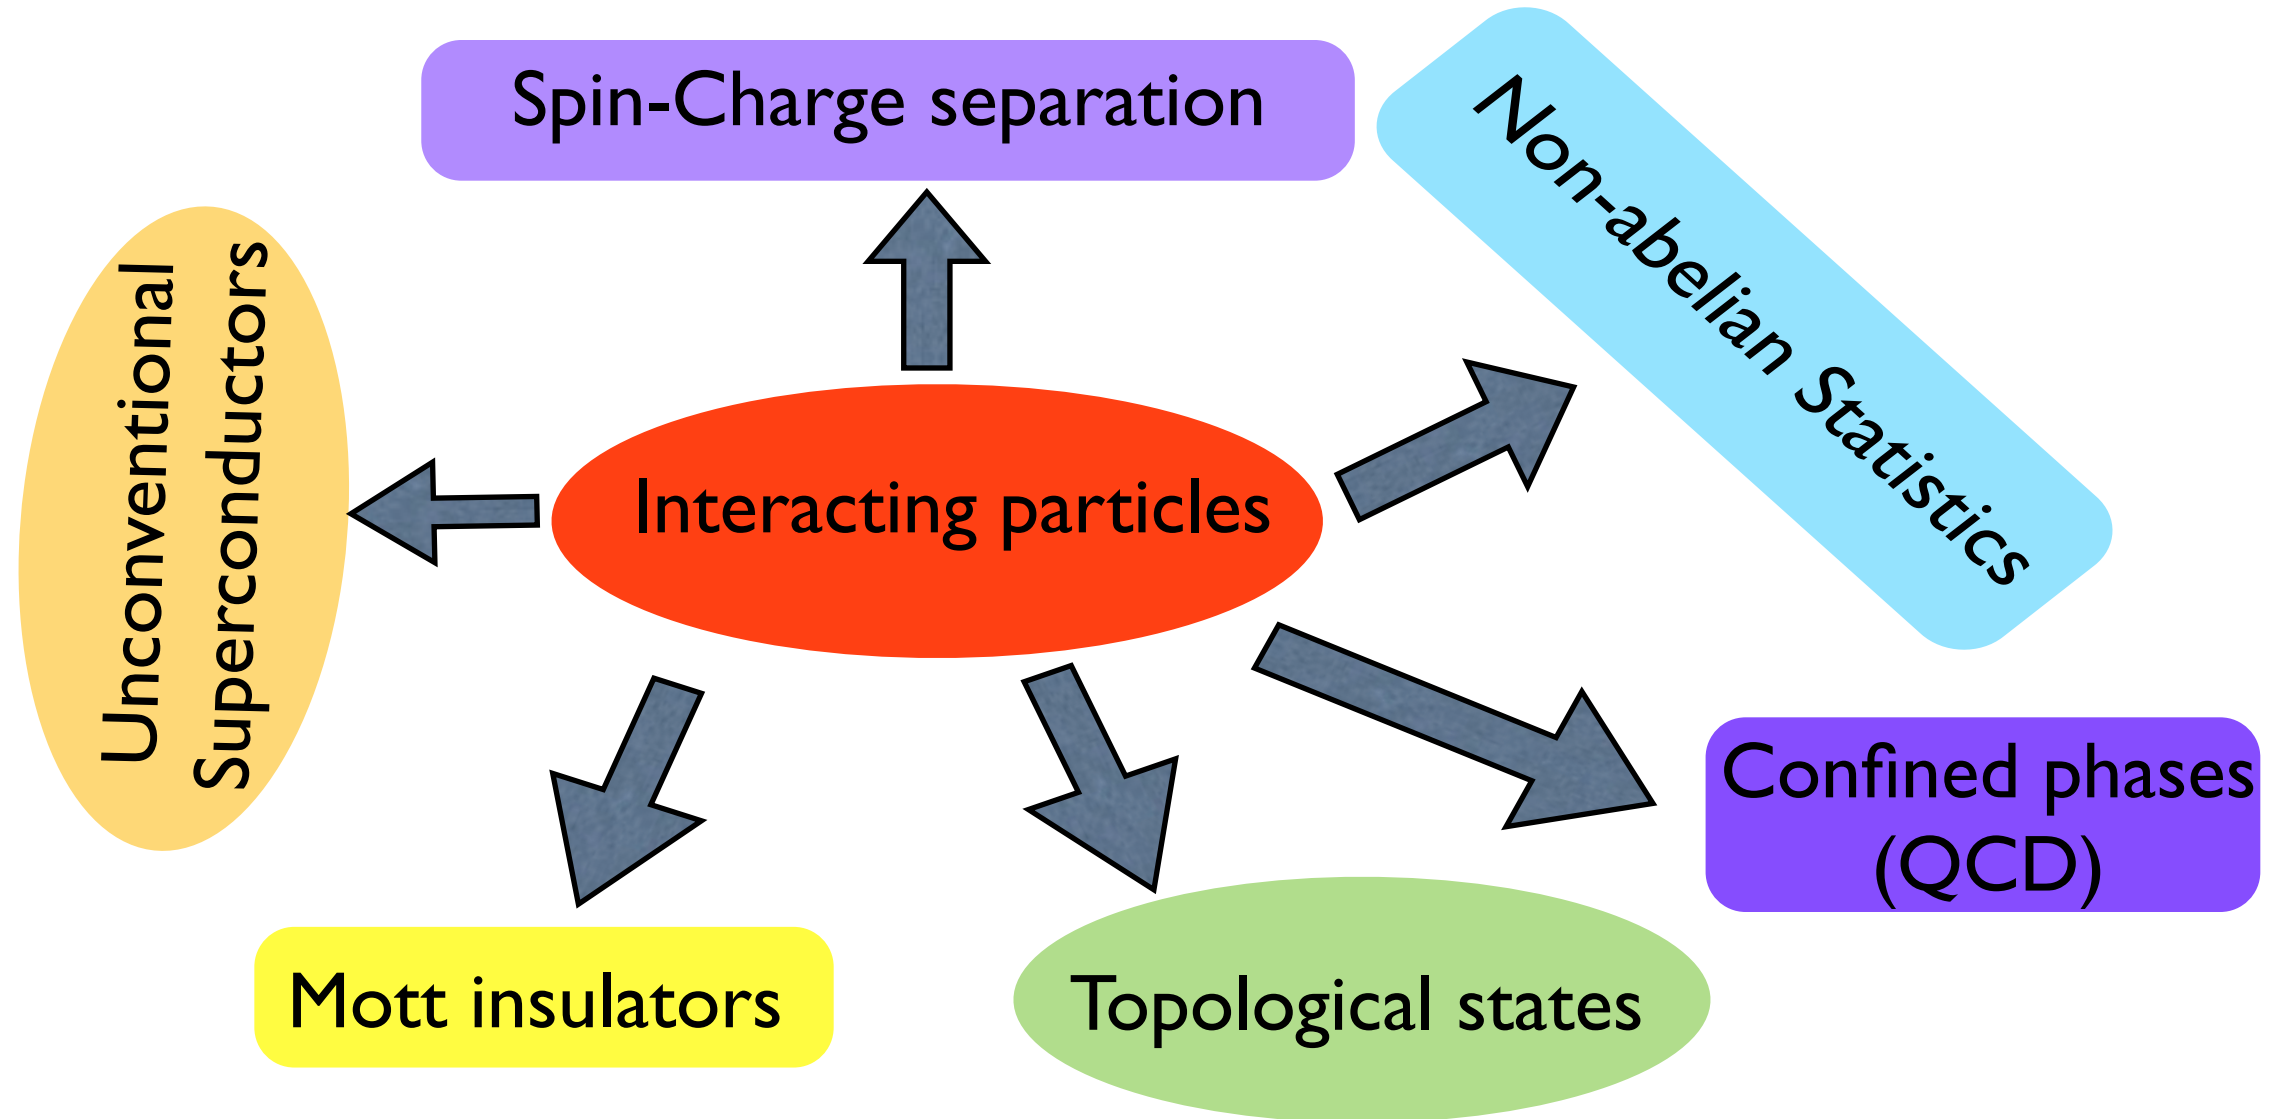 Spin-Charge separation
Non-abelian Statistics
Unconventional
Superconductors
Interacting particles
Confined phases
(QCD)
Mott insulators
Topological states